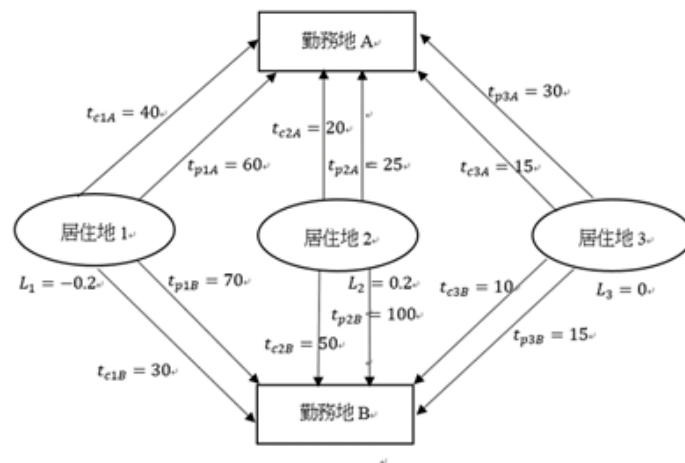 勤務地 A
t_{p3A} = 30
t_{c1A} = 40
t_{c2A} = 20
t_{p1A} = 60
t_{p2A} = 25
t_{c3A} = 15
居住地 1
居住地 2
居住地 3
L_1 = −0.2
t_{p1B} = 70
L_2 = 0.2
t_{c3B} = 10
L_3 = 0
t_{p2B} = 100
t_{c2B} = 50
t_{p3B} = 15
t_{c1B} = 30
勤務地 B